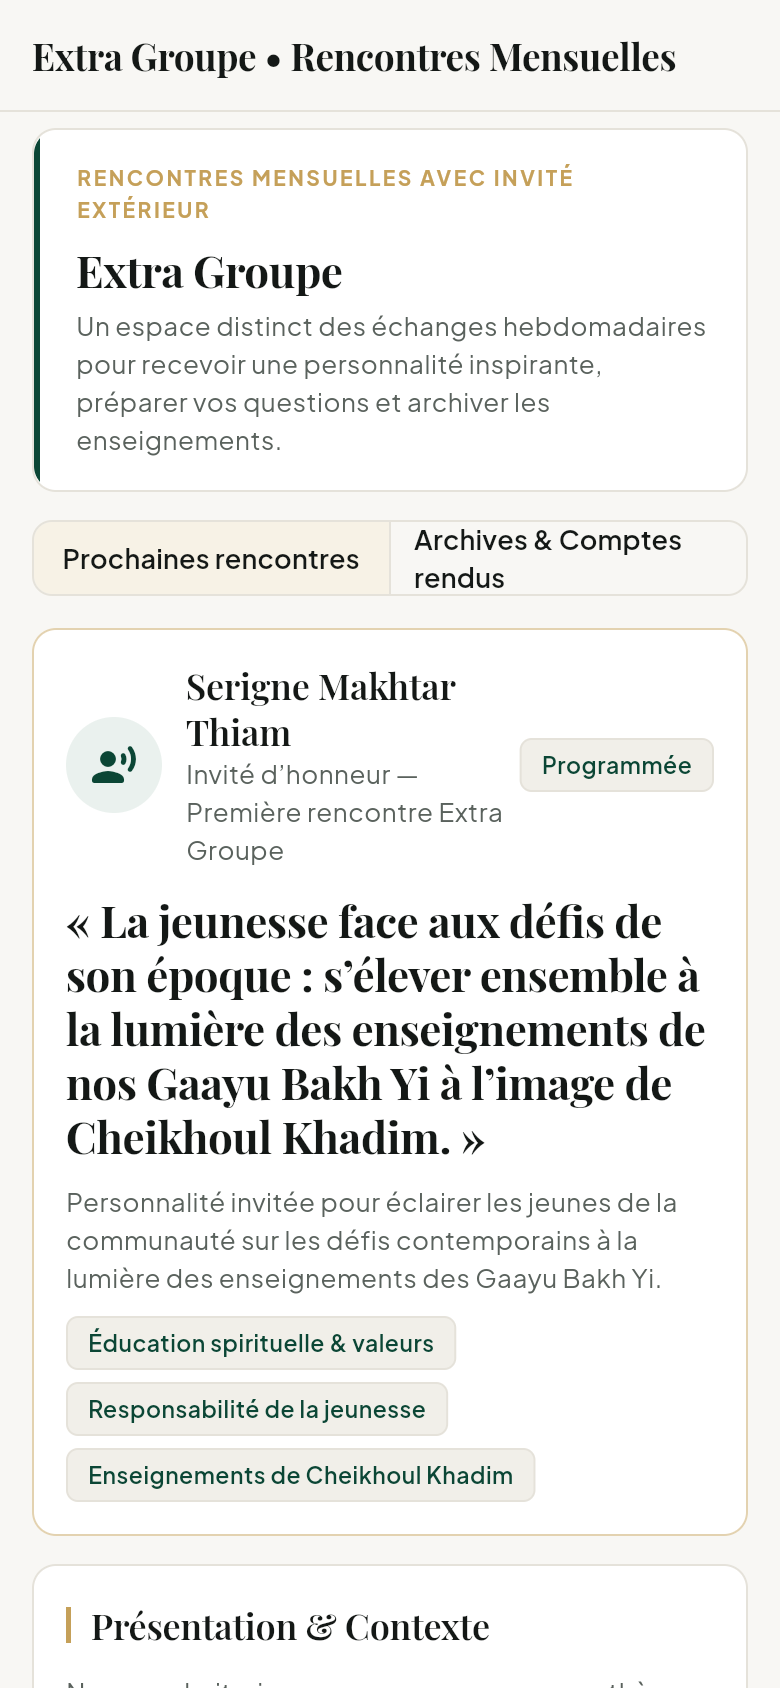 Extra Groupe • Rencontres Mensuelles
RENCONTRES MENSUELLES AVEC INVITÉ
EXTÉRIEUR
Extra Groupe
Un espace distinct des échanges hebdomadaires
pour recevoir une personnalité inspirante,
préparer vos questions et archiver les
enseignements.
Prochaines rencontres
Archives & Comptes
rendus
Serigne Makhtar
Thiam
Invité d’honneur —
Première rencontre Extra
Groupe
Programmée
« La jeunesse face aux défis de
son époque : s’élever ensemble à
la lumière des enseignements de
nos Gaayu Bakh Yi à l’image de
Cheikhoul Khadim. »
Personnalité invitée pour éclairer les jeunes de la
communauté sur les défis contemporains à la
lumière des enseignements des Gaayu Bakh Yi.
Éducation spirituelle & valeurs
Responsabilité de la jeunesse
Enseignements de Cheikhoul Khadim
Présentation & Contexte